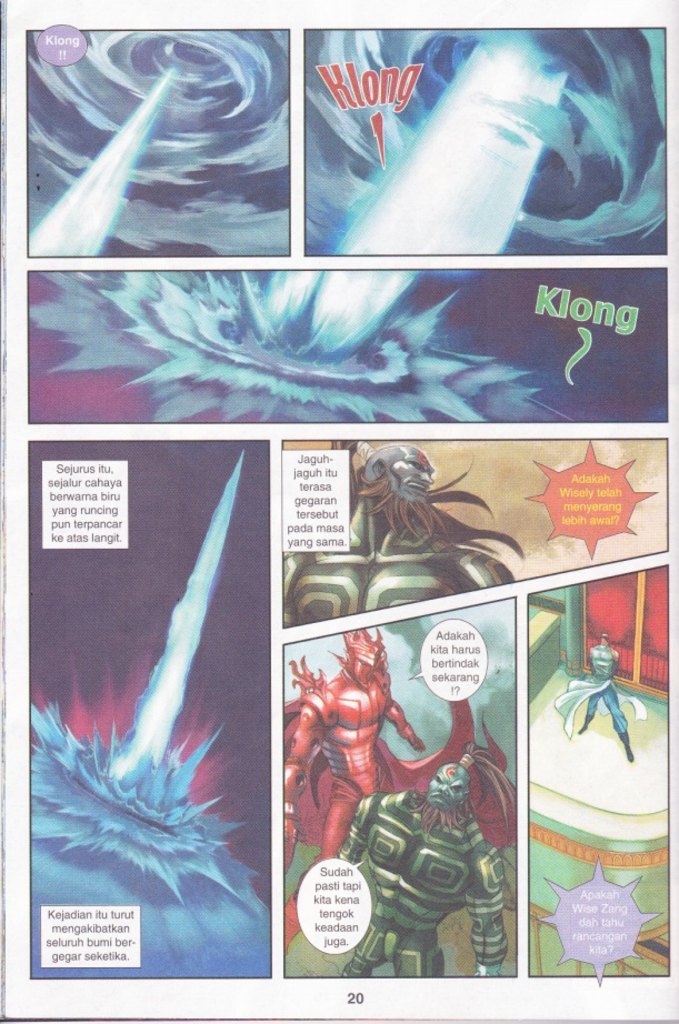 Klong
!!
Klong
)
Klong
Sejurus itu,
sejalur cahaya
berwarna biru
yang runcing
pun terpancar
ke atas langit.
Jaguh-
jaguh itu
terasa
gegaran
tersebut
pada masa
yang sama.
Adakah
Wisely telah
menyerang
lebih awal?
Adakah
kita harus
bertindak
sekarang
!?
Sudah
pasti tapi
kita kena
tengok
keadaan
juga.
Kejadian itu turut
mengakibatkan
seluruh bumi ber-
gegar seketika.
Apakah
Wise Zang
dah tahu
rancangan
kita?
20